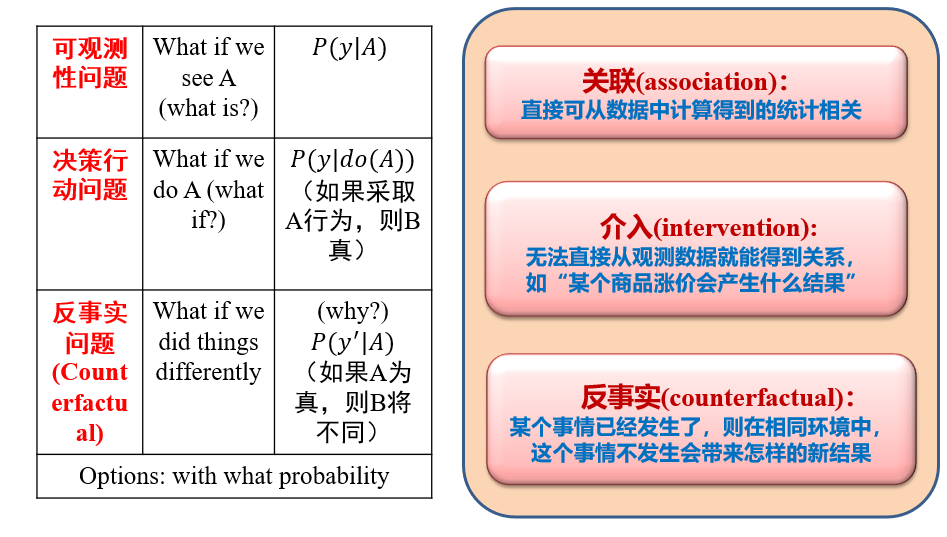 可观测
性问题
What if we
see A
(what is?)
P(y|A)
决策行
动问题
What if we
do A (what
if?)
P(y|do(A))
（如果采取
A行为，则B
真）
反事实
问题
(Count
erfactu
al)
What if we
did things
differently
(why?)
P(y′|A)
（如果A为
真，则B将
不同）
Options: with what probability
关联(association)：
直接可从数据中计算得到的统计相关
介入(intervention):
无法直接从观测数据就能得到关系，
如“某个商品涨价会产生什么结果”
反事实(counterfactual)：
某个事情已经发生了，则在相同环境中，
这个事情不发生会带来怎样的新结果